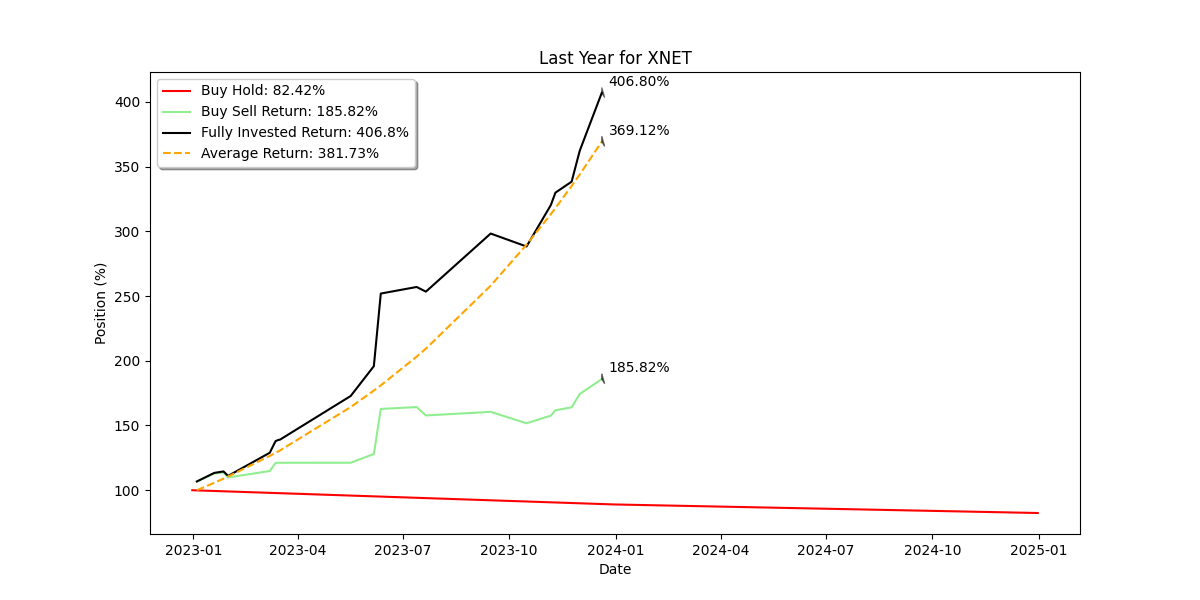 Last Year for XNET
Buy Hold: 82.42%
Buy Sell Return: 185.82%
Fully Invested Return: 406.8%
Average Return: 381.73%
406.80%
369.12%
185.82%
Position (%)
400
350
300
250
200
150
100
2023-01
2023-04
2023-07
2023-10
2024-01
2024-04
2024-07
2024-10
2025-01
Date